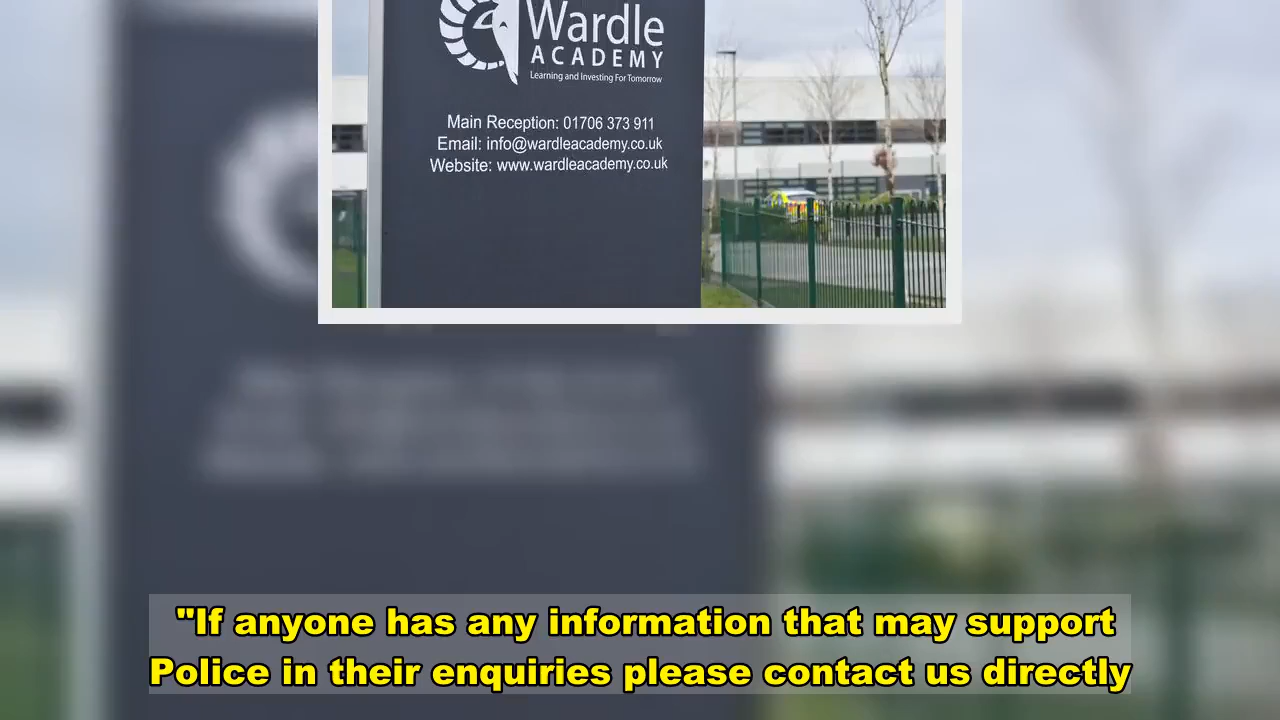 Wardle
ACADEMY
Learning and Investing For Tomorrow
Main Reception: 01706 373 911
Email: info@wardleacademy.co.uk
Website: www.wardleacademy.co.uk
"If anyone has any information that may support
Police in their enquiries please contact us directly